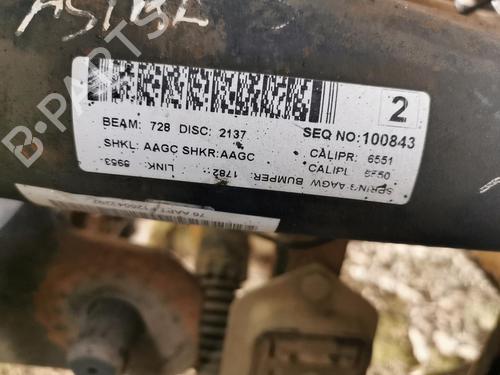 ASTRA
B-PARTS
2
BEAM: 728 DISC: 2137
SEQ NO:100843
SHKL: AAGC SHKR:AAGC
CALIPR: 6551
CALIPL 6550
SPRING AAGW BUMPER: 1782 LINK: 8953